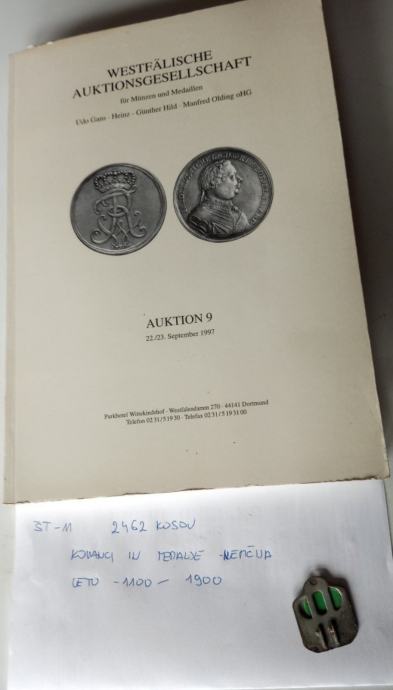 WESTFÄLISCHE
AUKTIONSGESELLSCHAFT
für Münzen und Medaillen
Udo Gans · Heinz - Günther Hild · Manfred Olding oHG
AUKTION 9
22./23. September 1997
Parkhotel Wittekindshof · Westfalendamm 270 · 44141 Dortmund
Telefon 02 31 / 5 19 30 · Telefax 02 31 / 5 19 31 00
ŠT-11 2462 KOSOV
KOVANCI IN MEDALJE -NEMČIJA
LETO -1100 - 1900